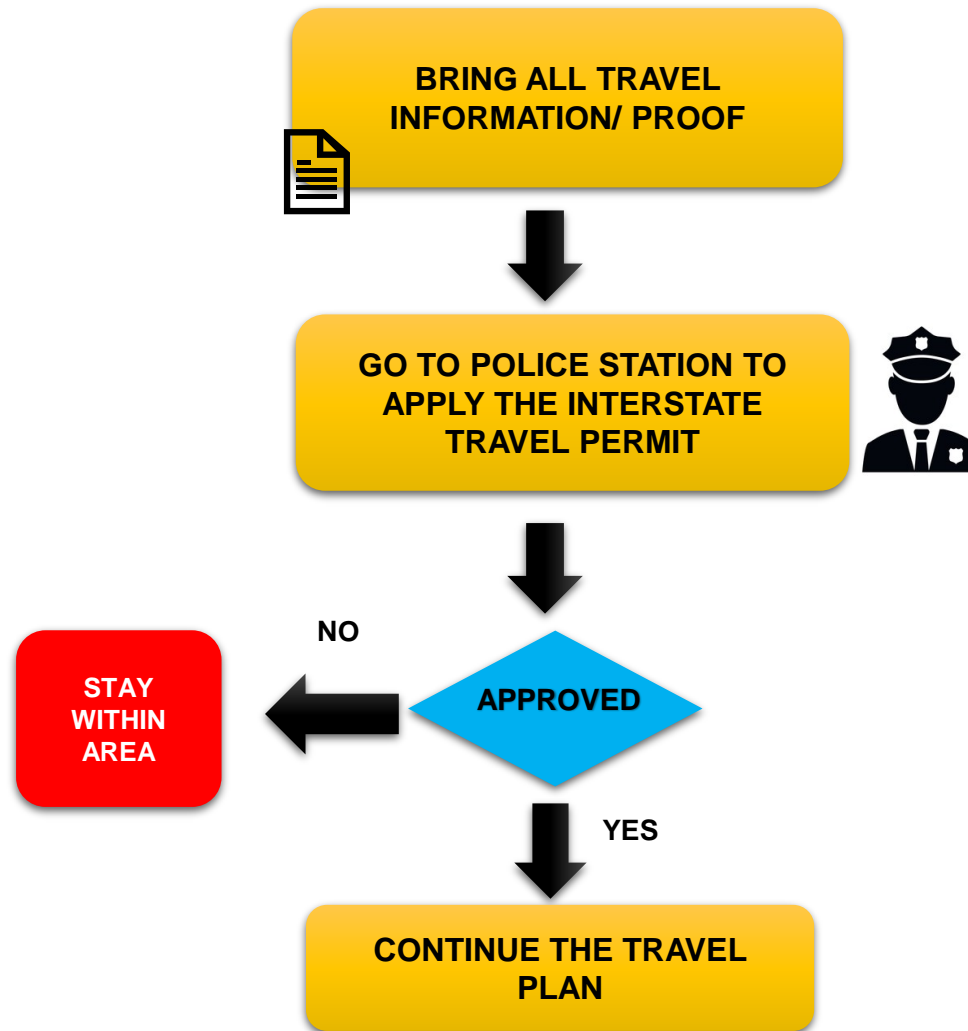 BRING ALL TRAVEL
INFORMATION/ PROOF
GO TO POLICE STATION TO
APPLY THE INTERSTATE
TRAVEL PERMIT
NO
STAY
WITHIN
AREA
APPROVED
YES
CONTINUE THE TRAVEL
PLAN